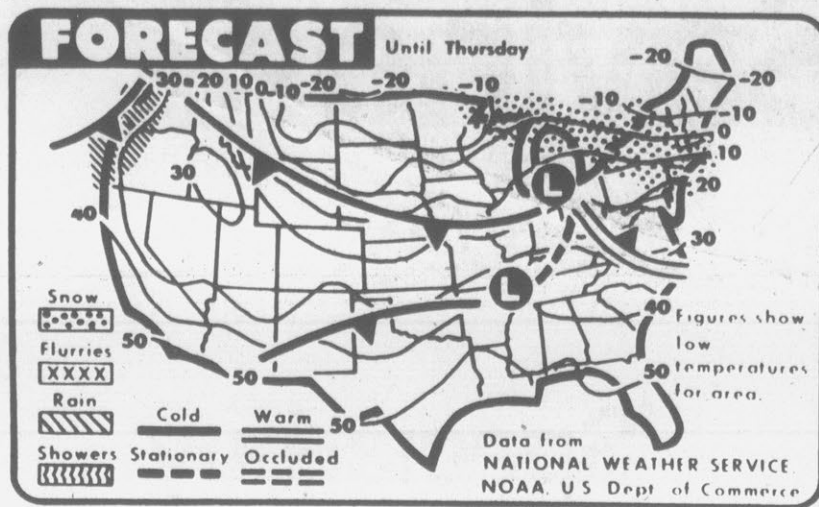 FORECAST Until Thursday
30 20 10 0 -10 -20 -20 -10 -20 -20
-10 -10
0
10
30 L 20
40 30
L
Snow 40 Figures show
Flurries 50 low
XXXX 50 50 temperatures
Rain for area.
Cold Warm 50
Showers Stationary Occluded
Data from
NATIONAL WEATHER SERVICE,
NOAA, U S Dept of Commerce